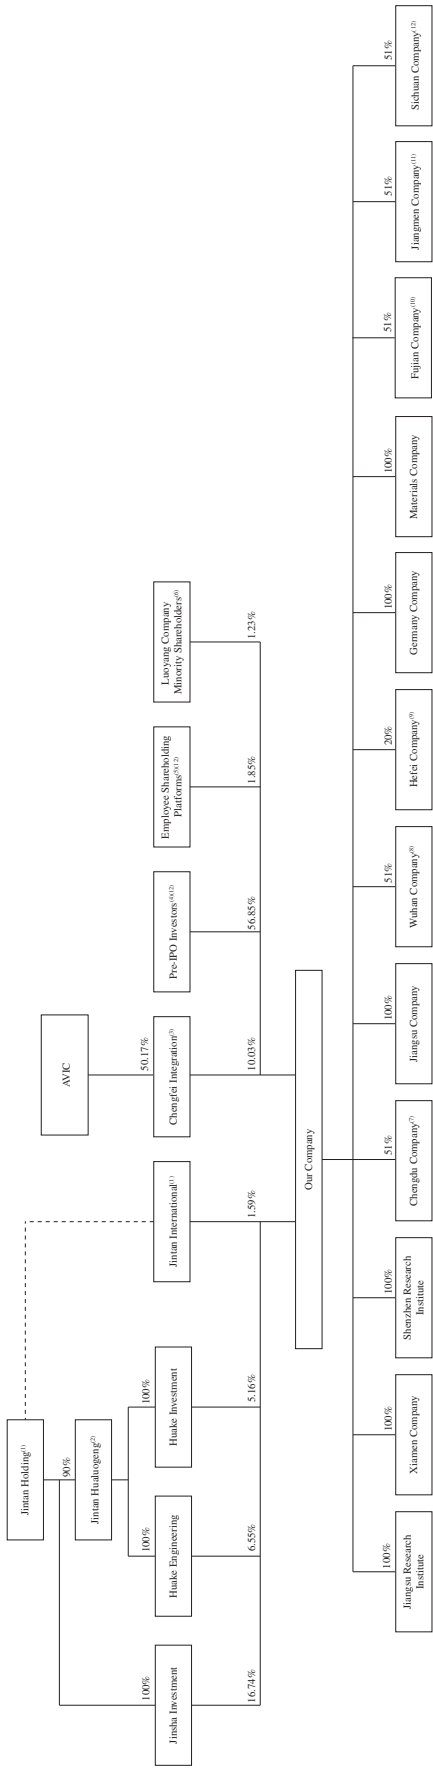 Jintan Holding(1)
90%
Jintan Hualuogeng(2)
AVIC
100%
100%
100%
50.17%
Jinsha Investment
Huake Engineering
Huake Investment
Jintan International(1)
Chengfei Integration(3)
Pre-IPO Investors(4)(12)
Employee Shareholding
Platforms(5)(12)
Luoyang Company
Minority Shareholders(6)
16.74%
6.55%
5.16%
1.59%
10.03%
56.85%
1.85%
1.23%
Our Company
100%
100%
100%
51%
100%
51%
20%
100%
100%
51%
51%
51%
Jiangsu Research
Institute
Xiamen Company
Shenzhen Research
Institute
Chengdu Company(7)
Jiangsu Company
Wuhan Company(8)
Hefei Company(9)
Germany Company
Materials Company
Fujian Company(10)
Jiangmen Company(11)
Sichuan Company(12)